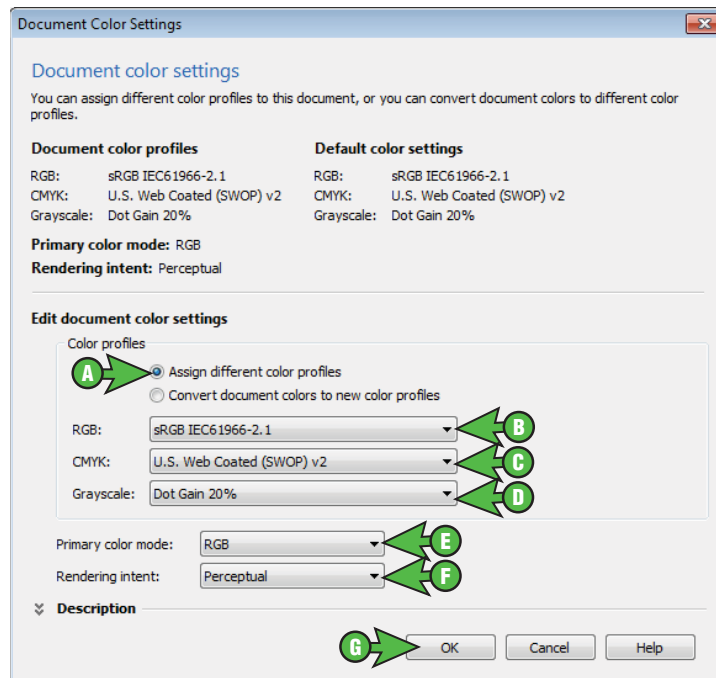 Document Color Settings
Document color settings
You can assign different color profiles to this document, or you can convert document colors to different color
profiles.
Document color profiles
Default color settings
RGB: sRGB IEC61966-2.1
RGB: sRGB IEC61966-2.1
CMYK: U.S. Web Coated (SWOP) v2
CMYK: U.S. Web Coated (SWOP) v2
Grayscale: Dot Gain 20%
Grayscale: Dot Gain 20%
Primary color mode: RGB
Rendering intent: Perceptual
Edit document color settings
Color profiles
A
Assign different color profiles
Convert document colors to new color profiles
RGB: sRGB IEC61966-2.1
B
CMYK: U.S. Web Coated (SWOP) v2
C
Grayscale: Dot Gain 20%
D
Primary color mode: RGB
E
Rendering intent: Perceptual
F
Description
G
OK
Cancel
Help